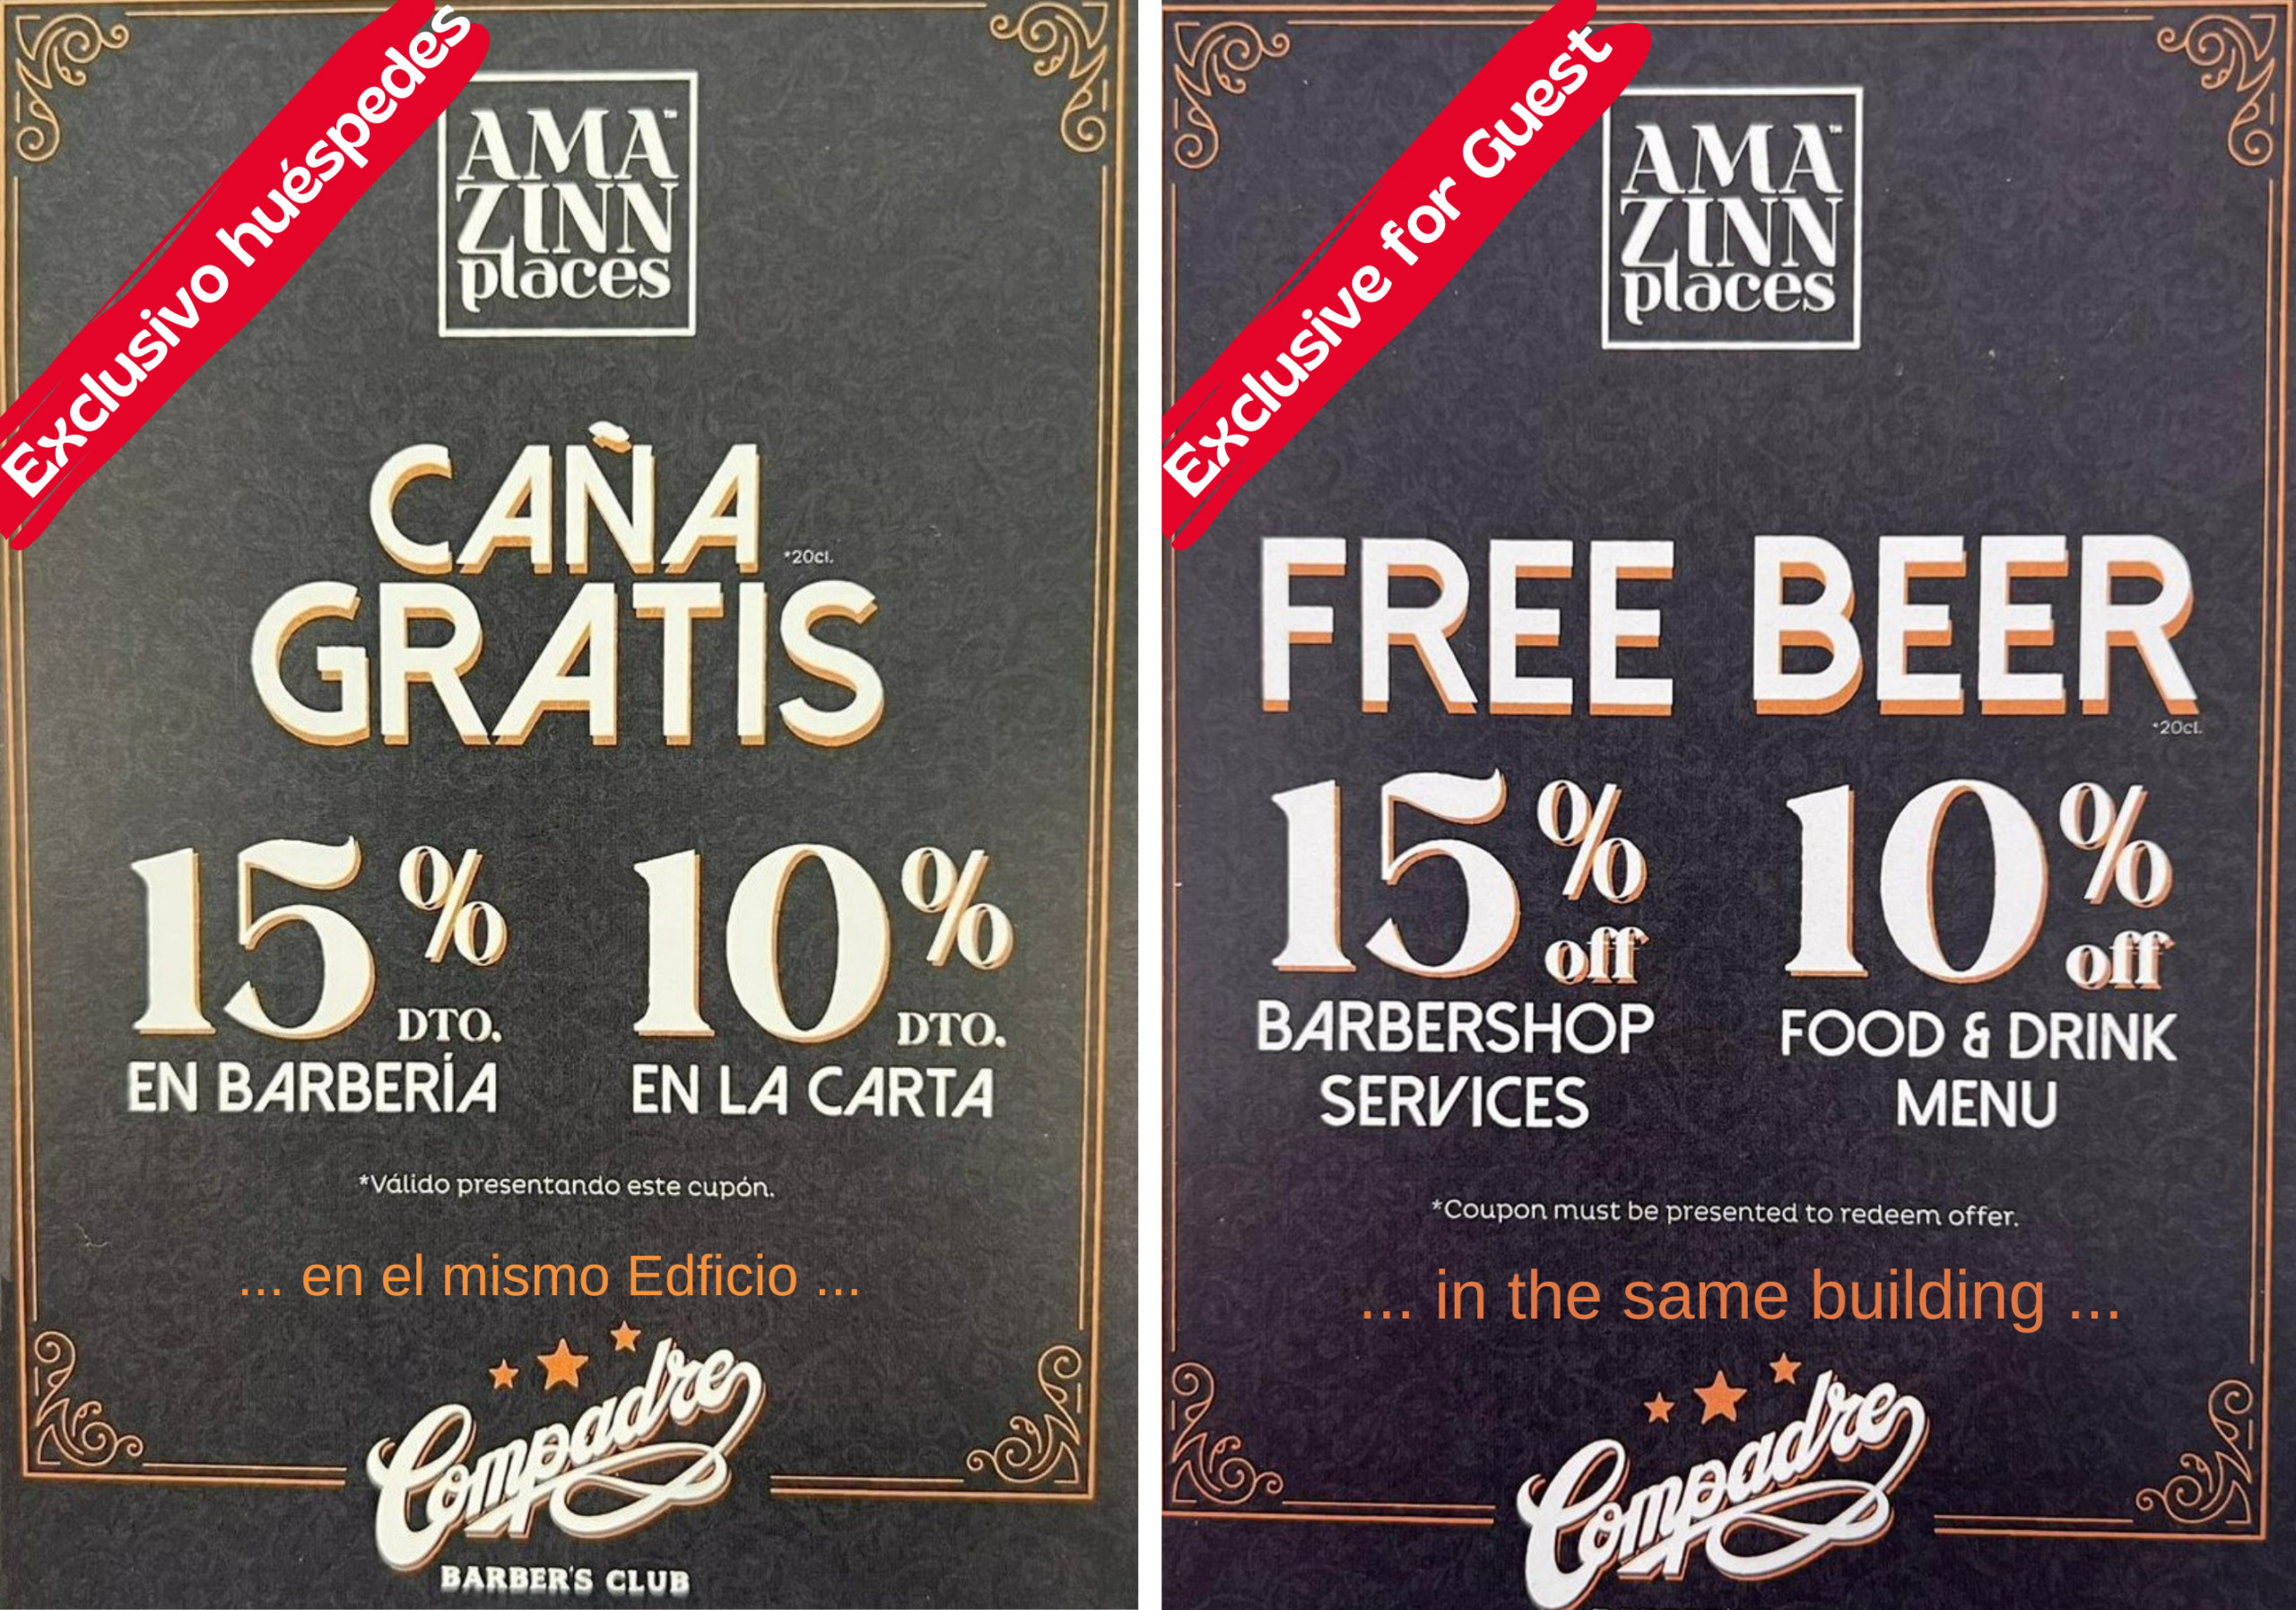 Exclusivo huéspedes
AMA™
ZINN
places
CAÑA
*20cl.
GRATIS
15% DTO.
EN BARBERÍA
10% DTO.
EN LA CARTA
*Válido presentando este cupón.
... en el mismo Edficio ...
Compadre
BARBER'S CLUB
Exclusive for Guest
AMA™
ZINN
places
FREE BEER
*20cl.
15% off
BARBERSHOP
SERVICES
10% off
FOOD & DRINK
MENU
*Coupon must be presented to redeem offer.
... in the same building ...
Compadre